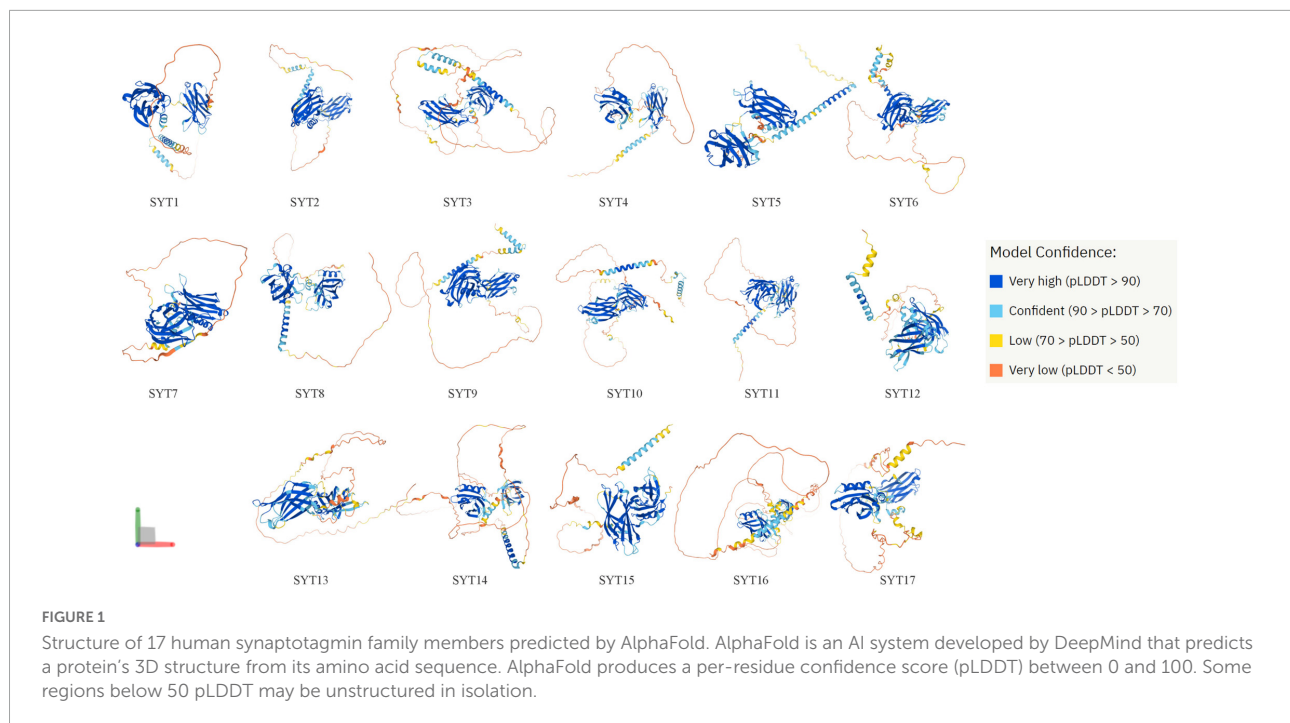 SYT1 SYT2 SYT3 SYT4 SYT5 SYT6
SYT7 SYT8 SYT9 SYT10 SYT11 SYT12
Model Confidence:
Very high (pLDDT > 90)
Confident (90 > pLDDT > 70)
Low (70 > pLDDT > 50)
Very low (pLDDT < 50)
SYT13 SYT14 SYT15 SYT16 SYT17
FIGURE 1
Structure of 17 human synaptotagmin family members predicted by AlphaFold. AlphaFold is an AI system developed by DeepMind that predicts
a protein's 3D structure from its amino acid sequence. AlphaFold produces a per-residue confidence score (pLDDT) between 0 and 100. Some
regions below 50 pLDDT may be unstructured in isolation.